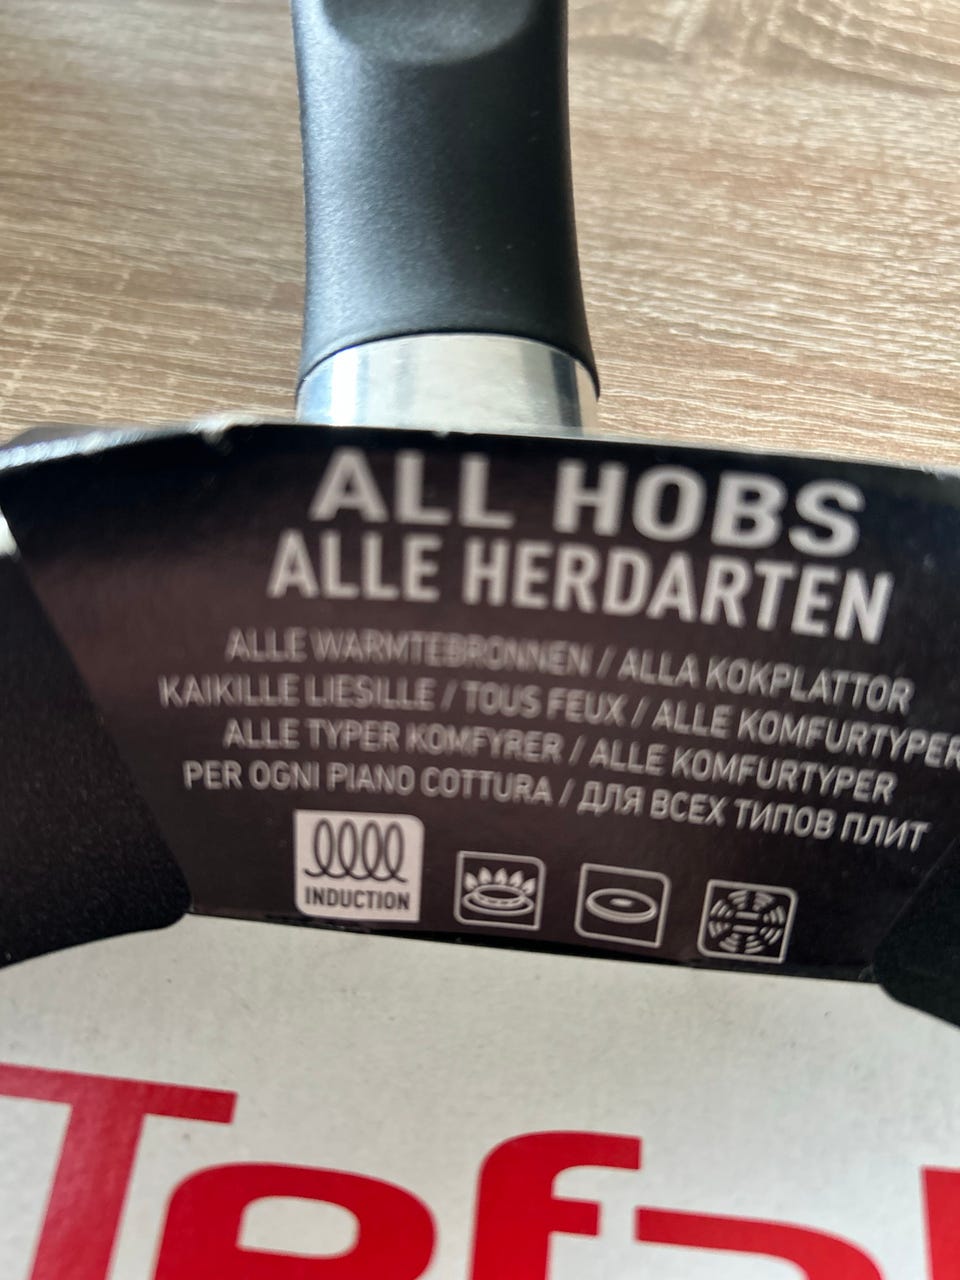 ALL HOBS
ALLE HERDARTEN
ALLE WARMTEBRONNEN / ALLA KOKPLATTOR
KAIKILLE LIESILLE / TOUS FEUX / ALLE KOMFURTYPER
ALLE TYPER KOMFYRER / ALLE KOMFURTYPER
PER OGNI PIANO COTTURA / ДЛЯ ВСЕХ ТИПОВ ПЛИТ
INDUCTION
Tefal